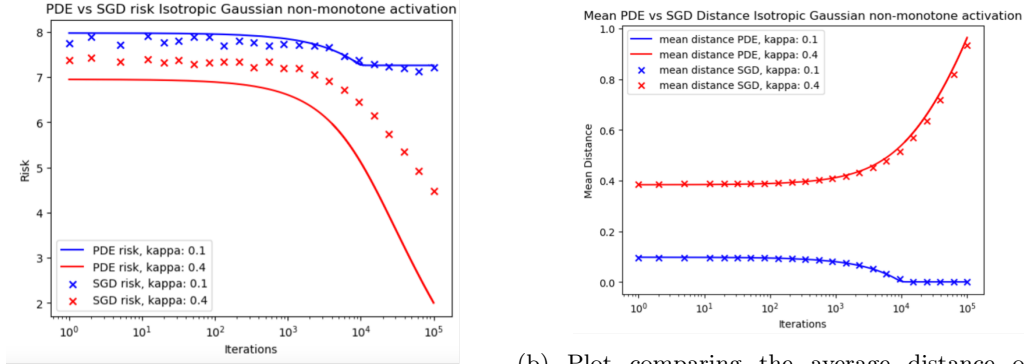 PDE vs SGD risk Isotropic Gaussian non-monotone activation
8
7
6
5
4
3
2
Risk
PDE risk, kappa: 0.1
PDE risk, kappa: 0.4
SGD risk, kappa: 0.1
SGD risk, kappa: 0.4
10^0 10^1 10^2 10^3 10^4 10^5
Iterations
Mean PDE vs SGD Distance Isotropic Gaussian non-monotone activation
1.0
0.8
0.6
0.4
0.2
0.0
Mean Distance
mean distance PDE, kappa: 0.1
mean distance PDE, kappa: 0.4
mean distance SGD, kappa: 0.1
mean distance SGD, kappa: 0.4
10^0 10^1 10^2 10^3 10^4 10^5
Iterations
(b) Plot comparing the average distance o